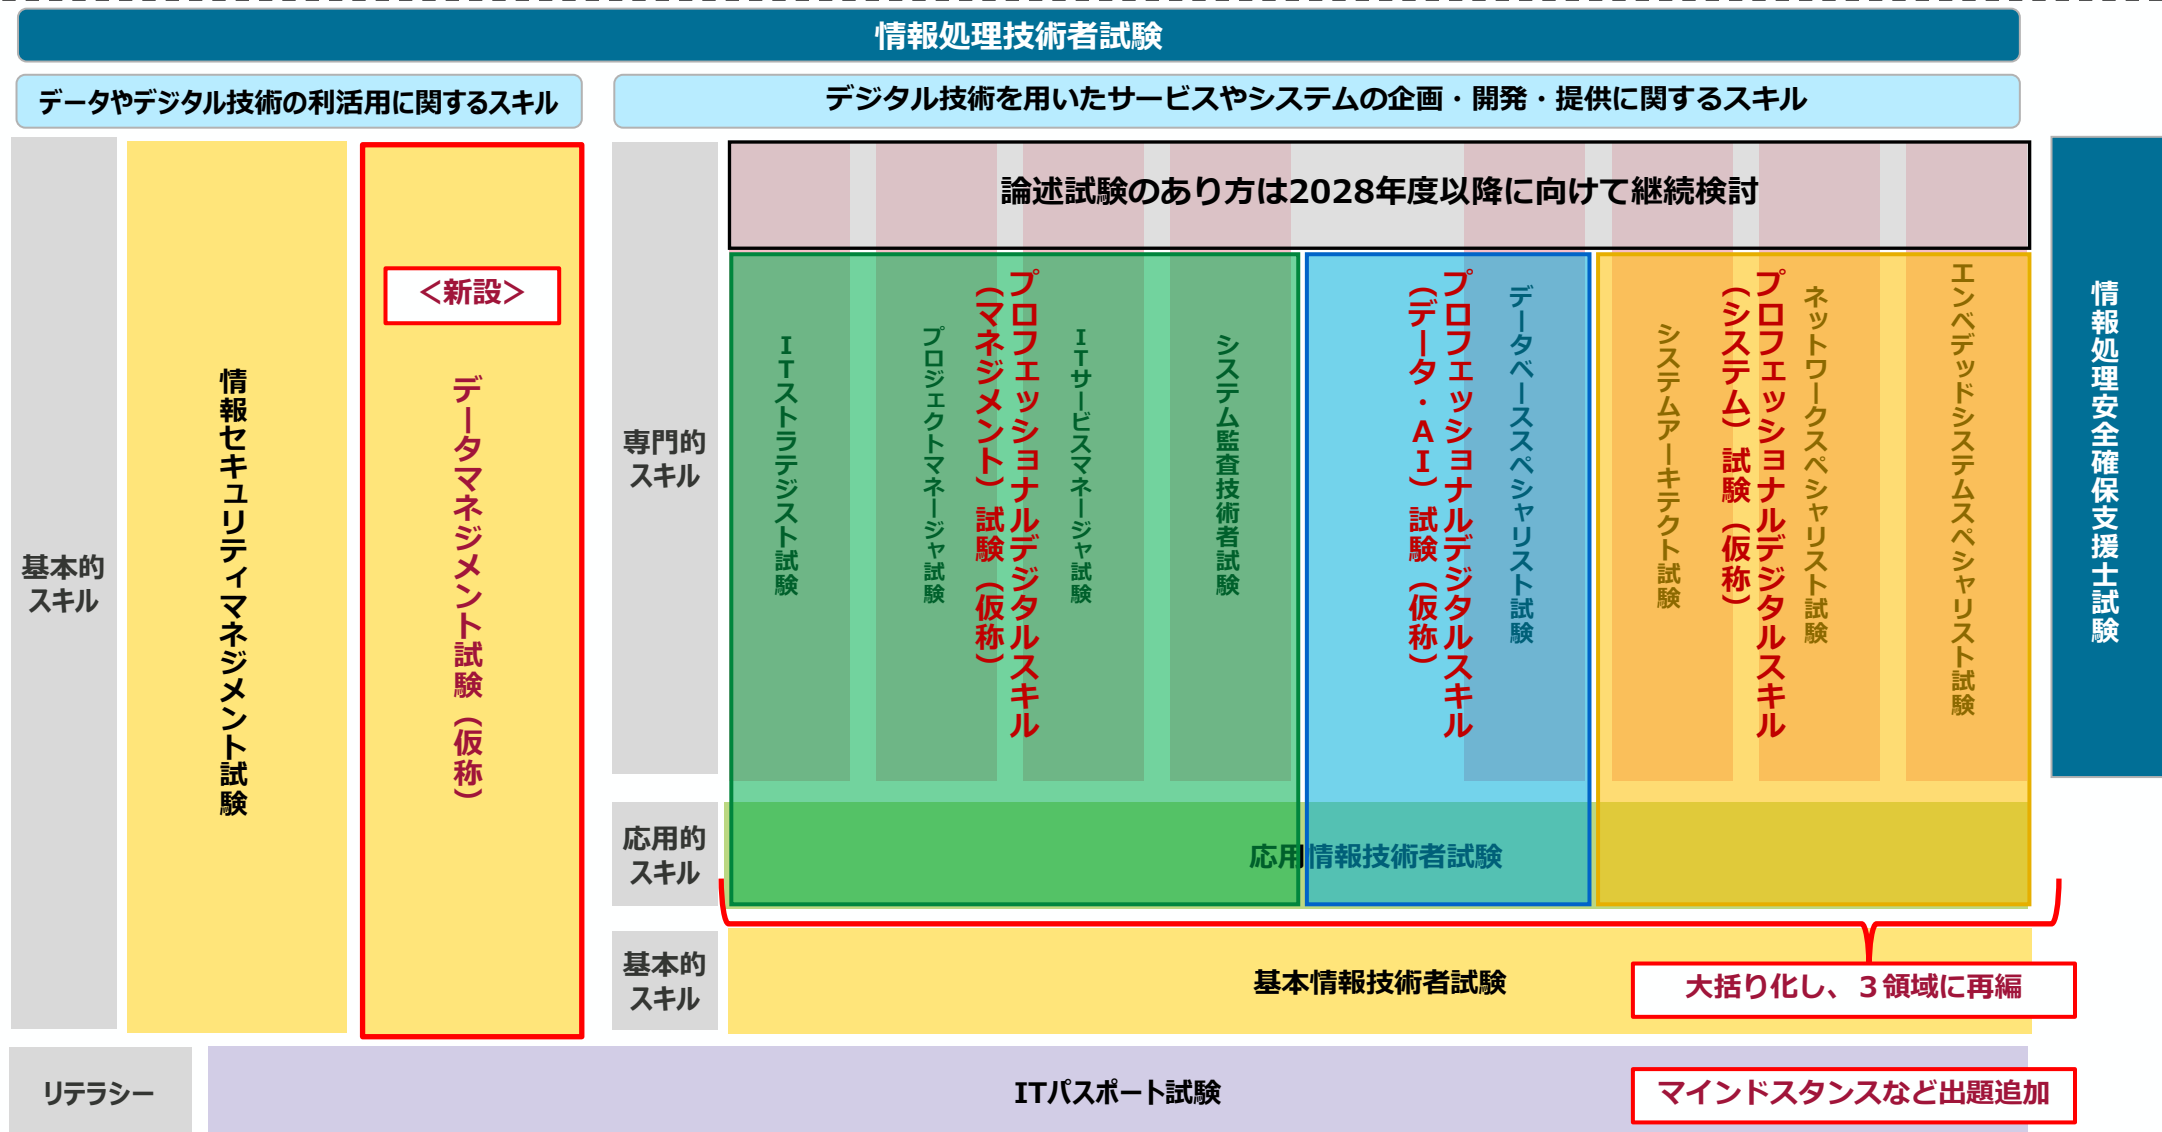 情報処理技術者試験
データやデジタル技術の利活用に関するスキル
デジタル技術を用いたサービスやシステムの企画・開発・提供に関するスキル
基本的
スキル
情報セキュリティマネジメント試験
＜新設＞
データマネジメント試験（仮称）
専門的
スキル
論述試験のあり方は2028年度以降に向けて継続検討
ＩＴストラテジスト試験
プロジェクトマネージャ試験
プロフェッショナルデジタルスキル
（マネジメント）試験（仮称）
ＩＴサービスマネージャ試験
システム監査技術者試験
プロフェッショナルデジタルスキル
（データ・ＡＩ）試験（仮称）
データベーススペシャリスト試験
システムアーキテクト試験
プロフェッショナルデジタルスキル
（システム）試験（仮称）
ネットワークスペシャリスト試験
エンベデッドシステムスペシャリスト試験
情報処理安全確保支援士試験
応用的
スキル
応用情報技術者試験
基本的
スキル
基本情報技術者試験
大括り化し、３領域に再編
リテラシー
ITパスポート試験
マインドスタンスなど出題追加